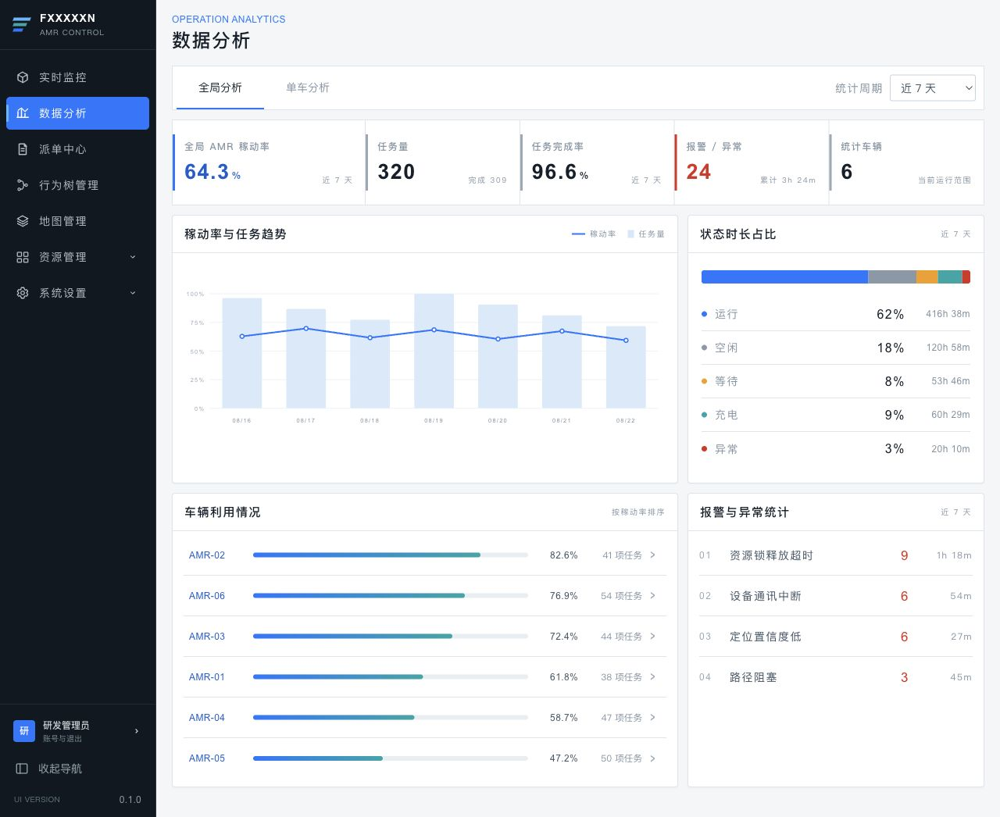 FXXXXXN
AMR CONTROL
实时监控
数据分析
派单中心
行为树管理
地图管理
资源管理
系统设置
研 研发管理员
账号与退出
收起导航
UI VERSION 0.1.0
OPERATION ANALYTICS
数据分析
全局分析 单车分析 统计周期 近 7 天
全局 AMR 稼动率
64.3% 近 7 天
任务量
320 完成 309
任务完成率
96.6% 近 7 天
报警 / 异常
24 累计 3h 24m
统计车辆
6 当前运行范围
稼动率与任务趋势 稼动率 任务量
100%
75%
50%
25%
0%
08/16 08/17 08/18 08/19 08/20 08/21 08/22
状态时长占比 近 7 天
运行 62% 416h 38m
空闲 18% 120h 58m
等待 8% 53h 46m
充电 9% 60h 29m
异常 3% 20h 10m
车辆利用情况 按稼动率排序
AMR-02 82.6% 41 项任务
AMR-06 76.9% 54 项任务
AMR-03 72.4% 44 项任务
AMR-01 61.8% 38 项任务
AMR-04 58.7% 47 项任务
AMR-05 47.2% 50 项任务
报警与异常统计 近 7 天
01 资源锁释放超时 9 1h 18m
02 设备通讯中断 6 54m
03 定位置信度低 6 27m
04 路径阻塞 3 45m